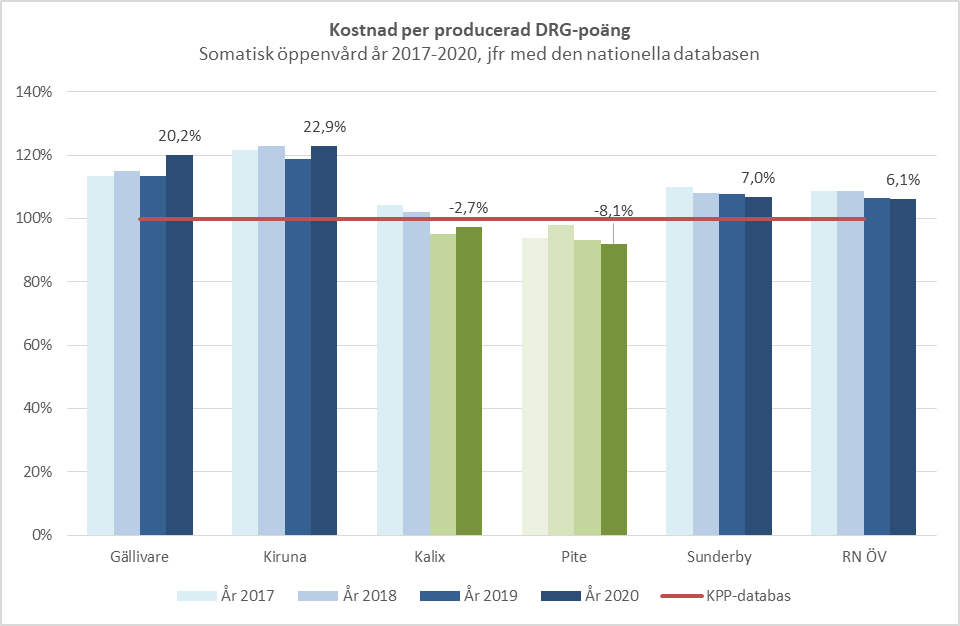 Kostnad per producerad DRG-poäng
Somatisk öppenvård år 2017-2020, jfr med den nationella databasen
140%
120%
100%
80%
60%
40%
20%
0%
20,2%
22,9%
-2,7%
-8,1%
7,0%
6,1%
Gällivare
Kiruna
Kalix
Pite
Sunderby
RN ÖV
År 2017
År 2018
År 2019
År 2020
KPP-databas